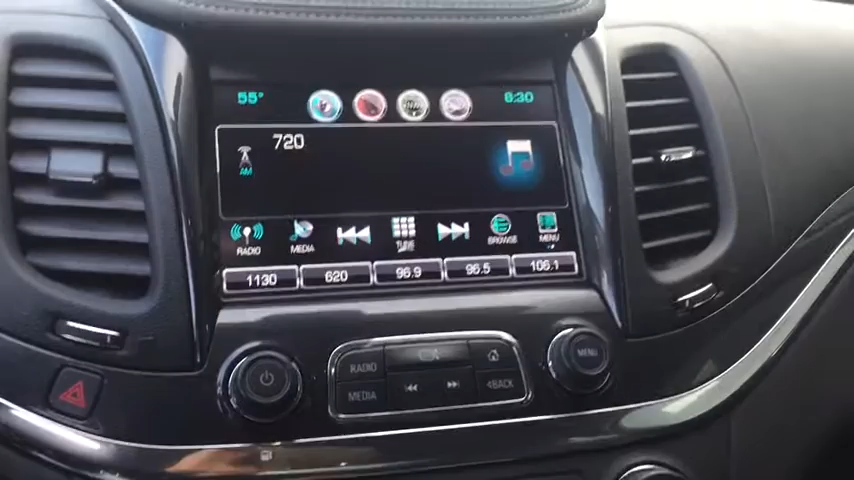 55° 6:30
720
AM
RADIO MEDIA TUNE BROWSE MENU
1130 620 96.9 96.5 106.1
RADIO
MENU
MEDIA BACK